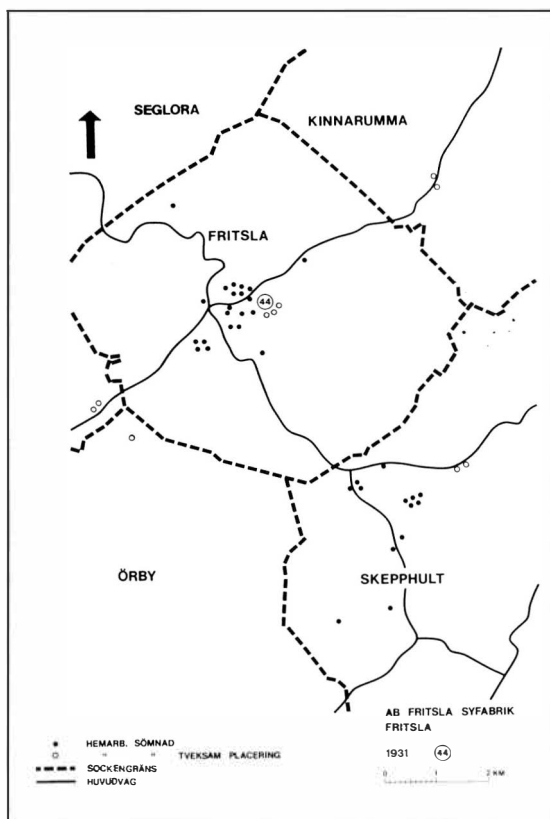 SEGLORA
KINNARUMMA
FRITSLA
44
ÖRBY
SKEPPHULT
AB FRITSLA SYFABRIK
FRITSLA
1931 44
0 1 2 KM
HEMARB. SÖMNAD
" " TVEKSAM PLACERING
SOCKENGRÄNS
HUVUDVÄG